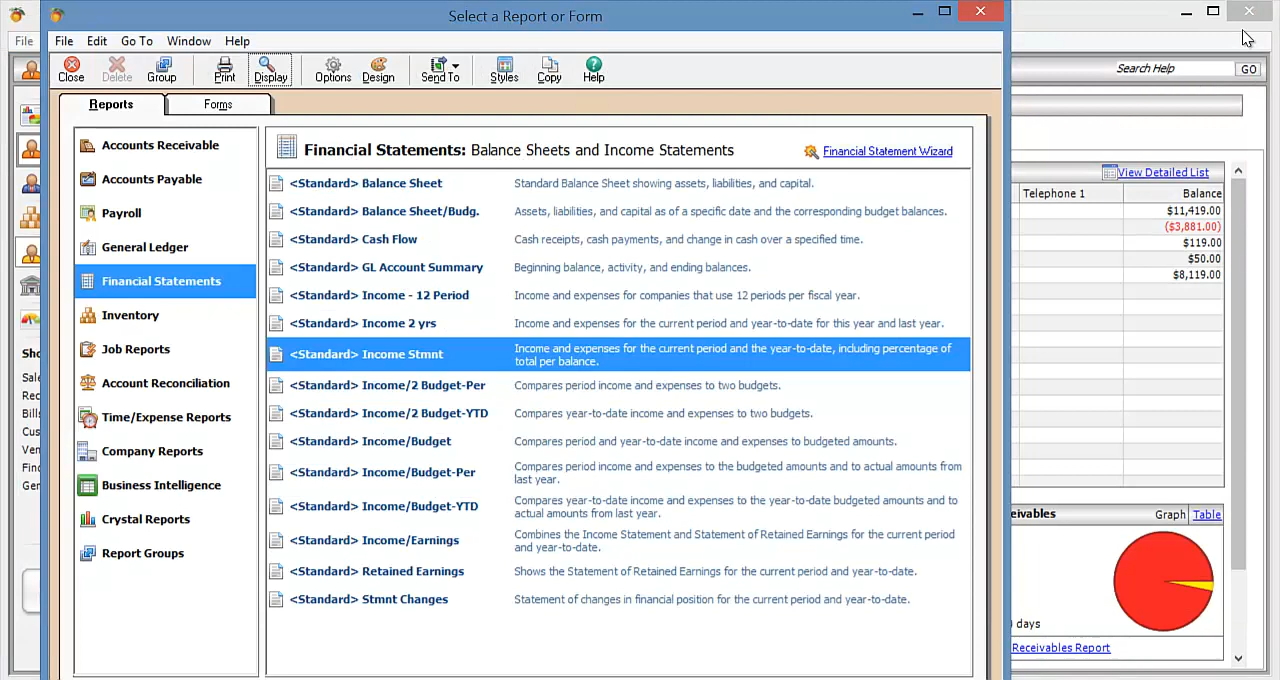 Select a Report or Form
File
File Edit Go To Window Help
Close Delete Group Print Display Options Design Send To Styles Copy Help
Search Help GO
Reports Forms
Accounts Receivable
Accounts Payable
Payroll
General Ledger
Financial Statements
Inventory
Job Reports
Account Reconciliation
Time/Expense Reports
Company Reports
Business Intelligence
Crystal Reports
Report Groups
Financial Statements: Balance Sheets and Income Statements
Financial Statement Wizard
<Standard> Balance Sheet Standard Balance Sheet showing assets, liabilities, and capital.
<Standard> Balance Sheet/Budg. Assets, liabilities, and capital as of a specific date and the corresponding budget balances.
<Standard> Cash Flow Cash receipts, cash payments, and change in cash over a specified time.
<Standard> GL Account Summary Beginning balance, activity, and ending balances.
<Standard> Income - 12 Period Income and expenses for companies that use 12 periods per fiscal year.
<Standard> Income 2 yrs Income and expenses for the current period and year-to-date for this year and last year.
<Standard> Income Stmnt Income and expenses for the current period and the year-to-date, including percentage of
total per balance.
<Standard> Income/2 Budget-Per Compares period income and expenses to two budgets.
<Standard> Income/2 Budget-YTD Compares year-to-date income and expenses to two budgets.
<Standard> Income/Budget Compares period and year-to-date income and expenses to budgeted amounts.
<Standard> Income/Budget-Per Compares period income and expenses to the budgeted amounts and to actual amounts from
last year.
<Standard> Income/Budget-YTD Compares year-to-date income and expenses to the year-to-date budgeted amounts and to
actual amounts from last year.
<Standard> Income/Earnings Combines the Income Statement and Statement of Retained Earnings for the current period
and year-to-date.
<Standard> Retained Earnings Shows the Statement of Retained Earnings for the current period and year-to-date.
<Standard> Stmnt Changes Statement of changes in financial position for the current period and year-to-date.
View Detailed List
Telephone 1 Balance
$11,419.00
($3,881.00)
$119.00
$50.00
$8,119.00
eivables Graph Table
days
Receivables Report
Sho
Sale
Rec
Bills
Cus
Ven
Fin
Gen